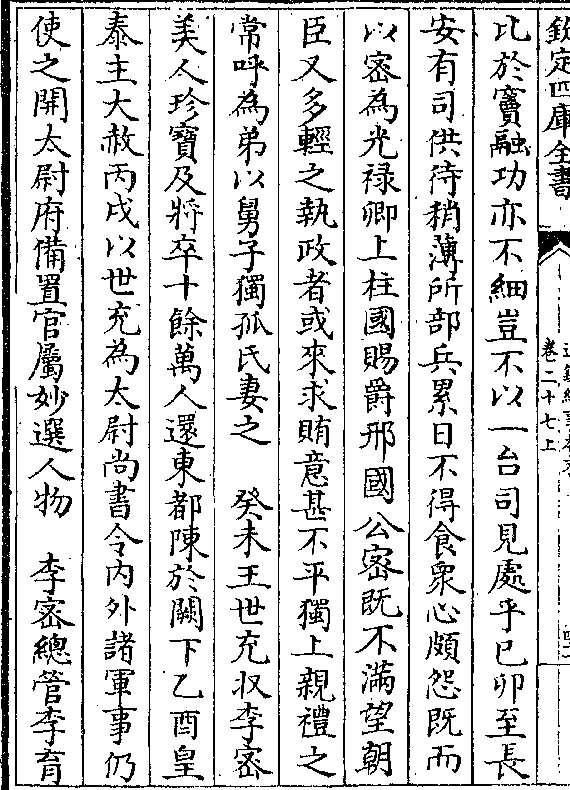 欽定四庫全書
卷二十七上
比於竇融功亦不細豈不以一台司見處乎已卯至長
安有司供待稍薄所部兵累日不得食衆心頗怨既而
以密為光禄卿上柱國賜爵邢國公密既不滿望朝
臣又多輕之執政者或來求賄意甚不平獨上親禮之
常呼為弟以舅子獨孤氏妻之 癸未王世充収李密
美人珍寶及將卒十餘萬人還東都陳於闕下乙酉皇
泰主大赦丙戌以世充為太尉尚書令内外諸軍事仍
使之開太尉府備置官屬妙選人物 李密總管李育